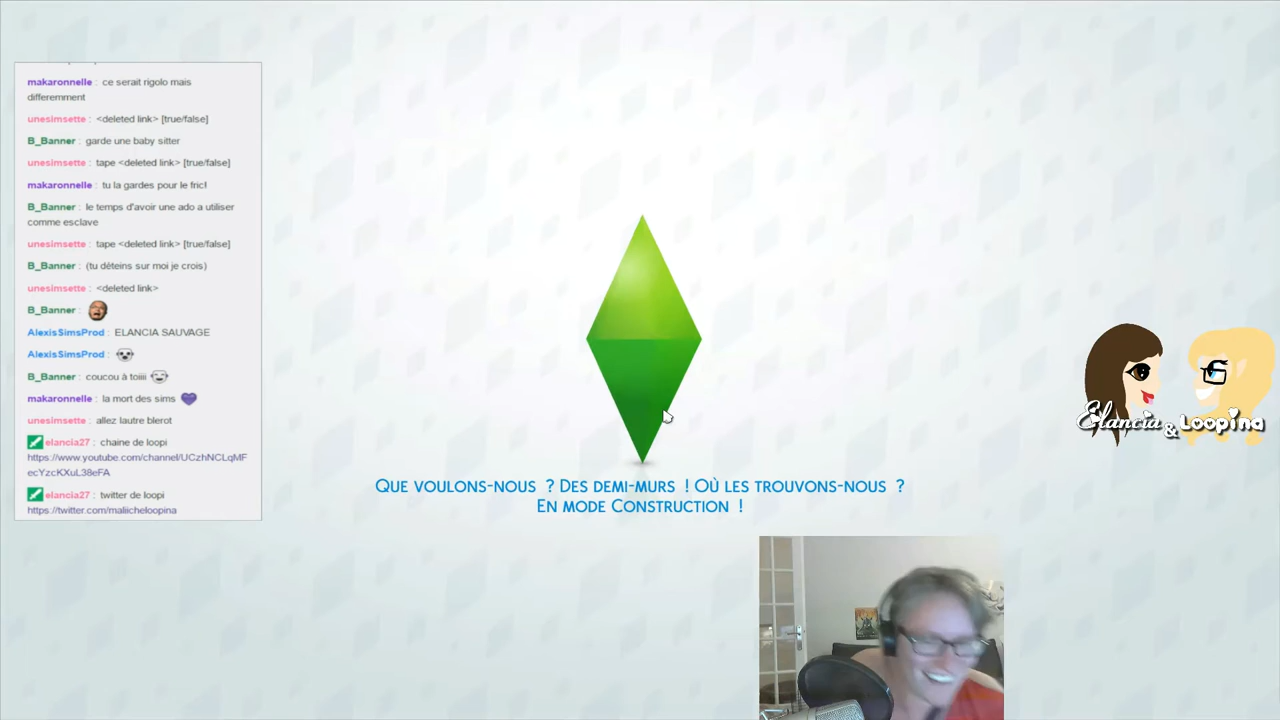 makaronnelle : ce serait rigolo mais
differemment
unesimsette : <deleted link> [true/false]
B_Banner : garde une baby sitter
unesimsette : tape <deleted link> [true/false]
makaronnelle : tu la gardes pour le fric!
B_Banner : le temps d'avoir une ado a utiliser
comme esclave
unesimsette : tape <deleted link> [true/false]
B_Banner : (tu déteins sur moi je crois)
unesimsette : <deleted link>
B_Banner :
AlexisSimsProd : ELANCIA SAUVAGE
AlexisSimsProd :
B_Banner : coucou à toiiii
makaronnelle : la mort des sims
unesimsette : allez lautre blerot
elancia27 : chaine de loopi
https://www.youtube.com/channel/UCzhNCLqMF
ecYzcKXuL38eFA
elancia27 : twitter de loopi
https://twitter.com/maliicheloopina
QUE VOULONS-NOUS ? DES DEMI-MURS ! OÙ LES TROUVONS-NOUS ?
EN MODE CONSTRUCTION !
Elancia & Loopina